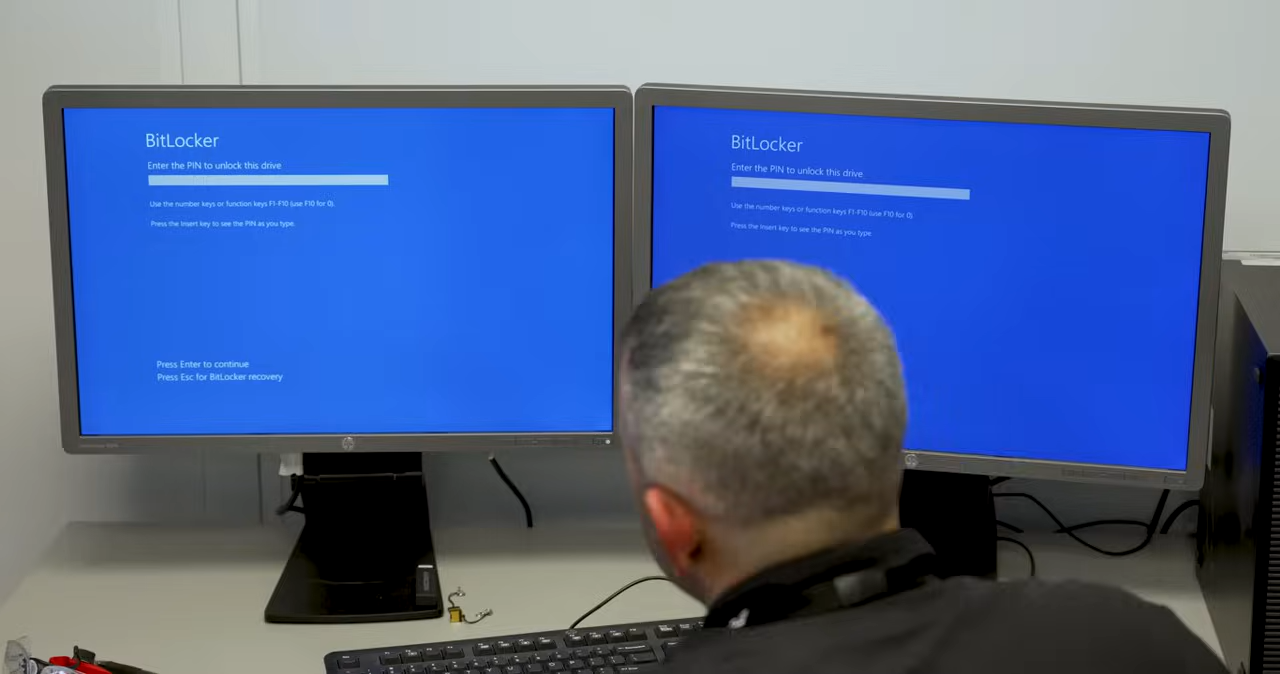 BitLocker
Enter the PIN to unlock this drive
Use the number keys or function keys F1-F10 (use F10 for 0).
Press the Insert key to see the PIN as you type.
Press Enter to continue
Press Esc for BitLocker recovery
hp
BitLocker
Enter the PIN to unlock this drive
Use the number keys or function keys F1-F10 (use F10 for 0).
Press the Insert key to see the PIN as you type.
hp